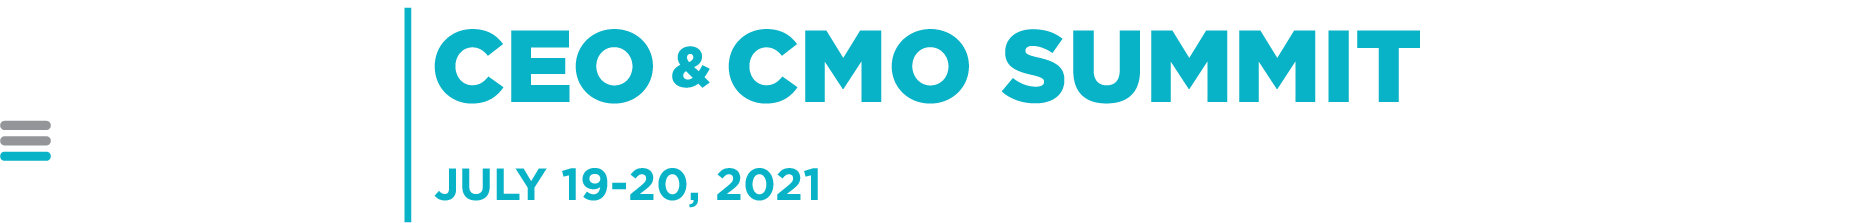 CEO & CMO SUMMIT
JULY 19-20, 2021